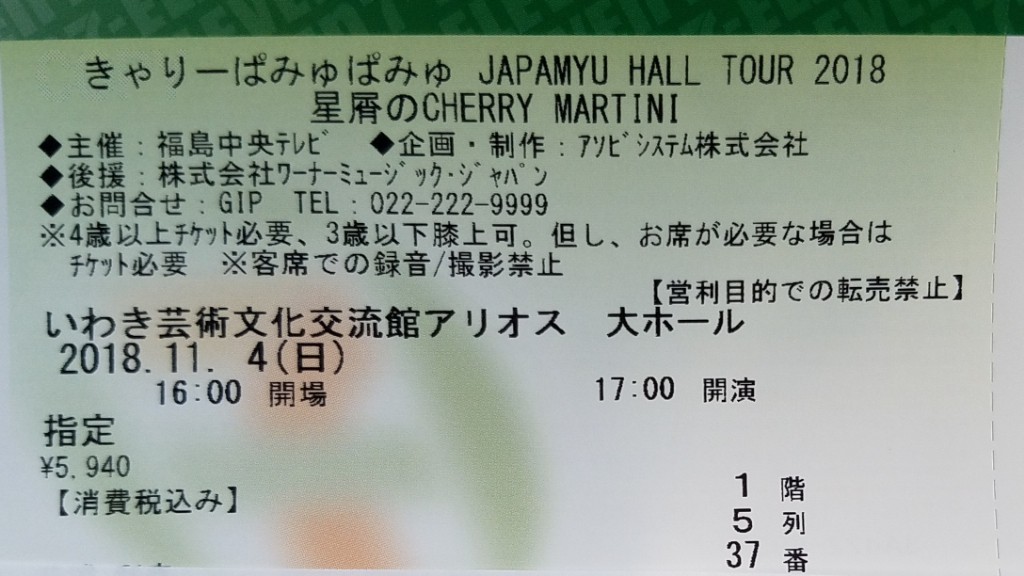 きゃりーぱみゅぱみゅ JAPAMYU HALL TOUR 2018
星屑のCHERRY MARTINI
◆主催：福島中央ﾃﾚﾋﾞ ◆企画・制作：ｱｿﾋﾞｼｽﾃﾑ株式会社
◆後援：株式会社ﾜｰﾅｰﾐｭｰｼﾞｯｸ･ｼﾞｬﾊﾟﾝ
◆お問合せ：GIP TEL：022-222-9999
※4歳以上ﾁｹｯﾄ必要、3歳以下膝上可。但し、お席が必要な場合は
ﾁｹｯﾄ必要 ※客席での録音/撮影禁止
【営利目的での転売禁止】
いわき芸術文化交流館アリオス 大ホール
2018.11. 4(日)
16:00 開場 17:00 開演
指定
¥5,940
【消費税込み】
1 階
5 列
37 番